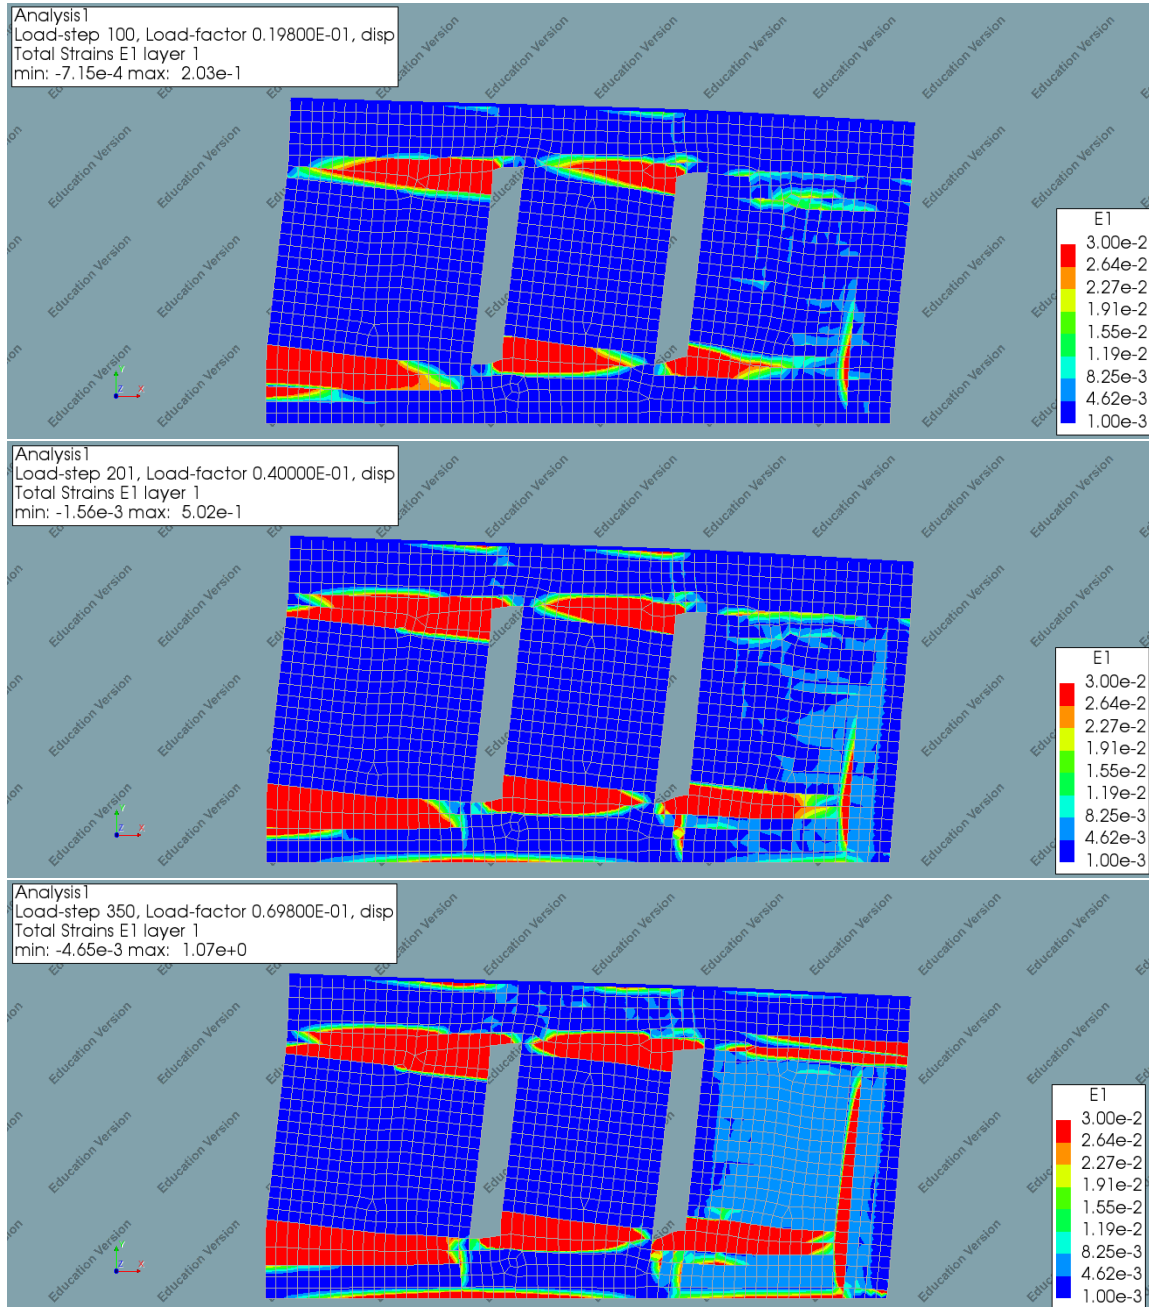 Analysis1
Load-step 100, Load-factor 0.19800E-01, disp
Total Strains E1 layer 1
min: -7.15e-4 max: 2.03e-1
E1
3.00e-2
2.64e-2
2.27e-2
1.91e-2
1.55e-2
1.19e-2
8.25e-3
4.62e-3
1.00e-3
Y
Z X
Education Version
Analysis1
Load-step 201, Load-factor 0.40000E-01, disp
Total Strains E1 layer 1
min: -1.56e-3 max: 5.02e-1
E1
3.00e-2
2.64e-2
2.27e-2
1.91e-2
1.55e-2
1.19e-2
8.25e-3
4.62e-3
1.00e-3
Y
Z X
Education Version
Analysis1
Load-step 350, Load-factor 0.69800E-01, disp
Total Strains E1 layer 1
min: -4.65e-3 max: 1.07e+0
E1
3.00e-2
2.64e-2
2.27e-2
1.91e-2
1.55e-2
1.19e-2
8.25e-3
4.62e-3
1.00e-3
Y
Z X
Education Version